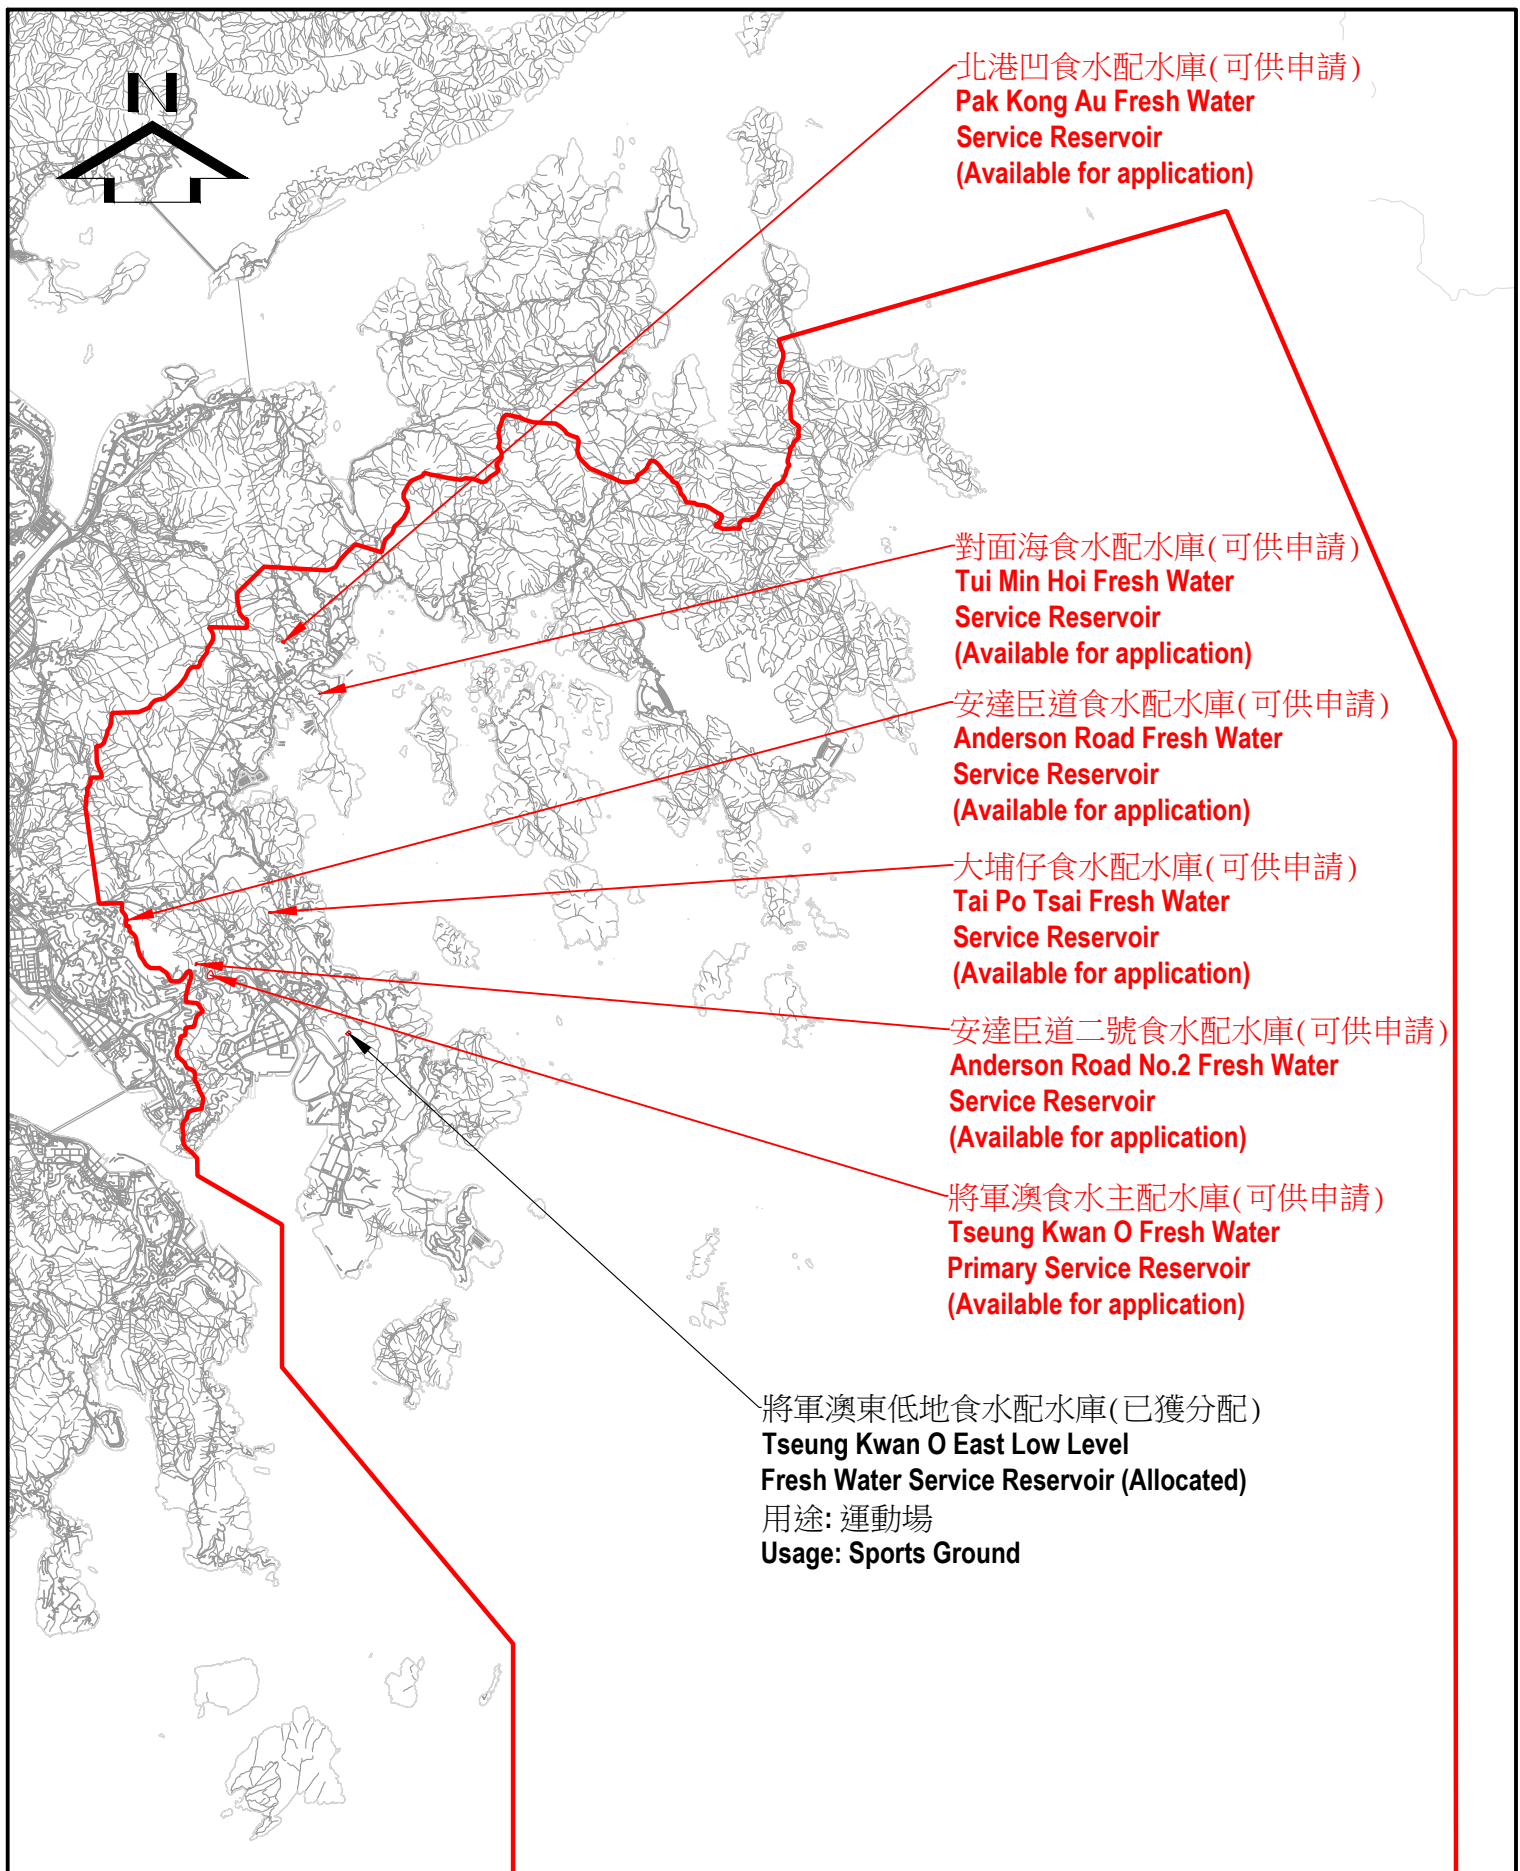 N
北港凹食水配水庫(可供申請)
Pak Kong Au Fresh Water
Service Reservoir
(Available for application)
對面海食水配水庫(可供申請)
Tui Min Hoi Fresh Water
Service Reservoir
(Available for application)
安達臣道食水配水庫(可供申請)
Anderson Road Fresh Water
Service Reservoir
(Available for application)
大埔仔食水配水庫(可供申請)
Tai Po Tsai Fresh Water
Service Reservoir
(Available for application)
安達臣道二號食水配水庫(可供申請)
Anderson Road No.2 Fresh Water
Service Reservoir
(Available for application)
將軍澳食水主配水庫(可供申請)
Tseung Kwan O Fresh Water
Primary Service Reservoir
(Available for application)
將軍澳東低地食水配水庫(已獲分配)
Tseung Kwan O East Low Level
Fresh Water Service Reservoir (Allocated)
用途: 運動場
Usage: Sports Ground